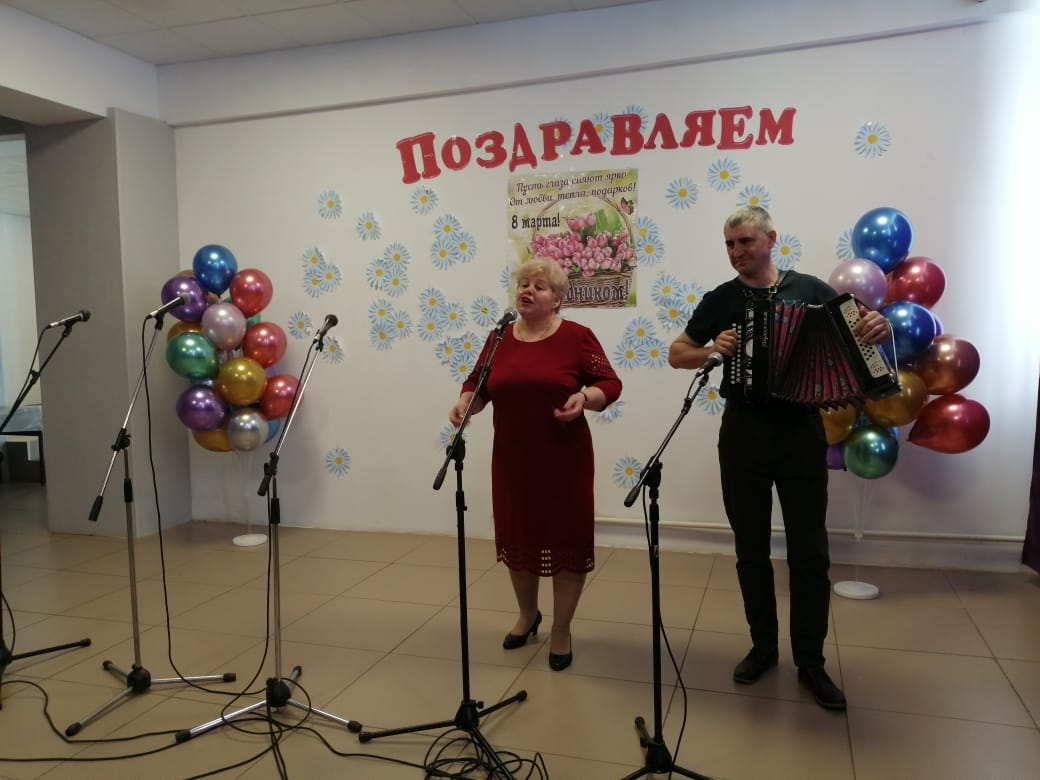 ПОЗДРАВЛЯЕМ
Пусть глаза сияют ярко
От любви, тепла, подарков!
8 марта!